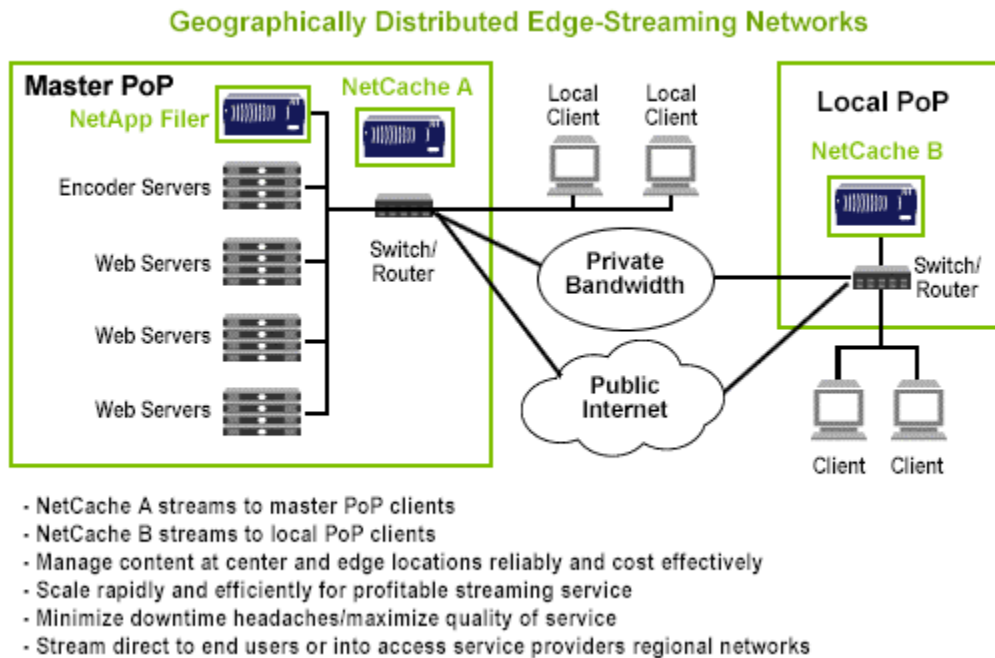 Geographically Distributed Edge-Streaming Networks
Master PoP
NetCache A
NetApp Filer
Encoder Servers
Web Servers
Web Servers
Web Servers
Switch/
Router
Local
Client
Local
Client
Private
Bandwidth
Public
Internet
Local PoP
NetCache B
Switch/
Router
Client
Client
- NetCache A streams to master PoP clients
- NetCache B streams to local PoP clients
- Manage content at center and edge locations reliably and cost effectively
- Scale rapidly and efficiently for profitable streaming service
- Minimize downtime headaches/maximize quality of service
- Stream direct to end users or into access service providers regional networks